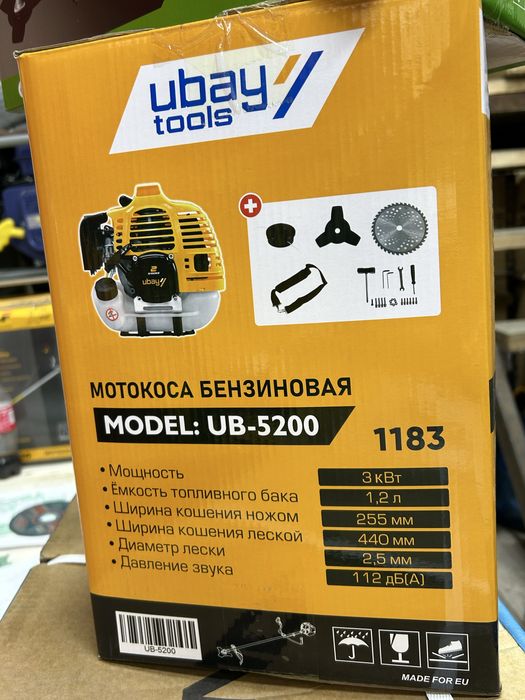 ubay
tools
2
ubay
МОТОКОСА БЕНЗИНОВАЯ
MODEL: UB-5200
1183
• Мощность 3 кВт
• Ёмкость топливного бака 1,2 л
• Ширина кошения ножом 255 мм
• Ширина кошения леской 440 мм
• Диаметр лески 2,5 мм
• Давление звука 112 дБ(А)
UB-5200
MADE FOR EU